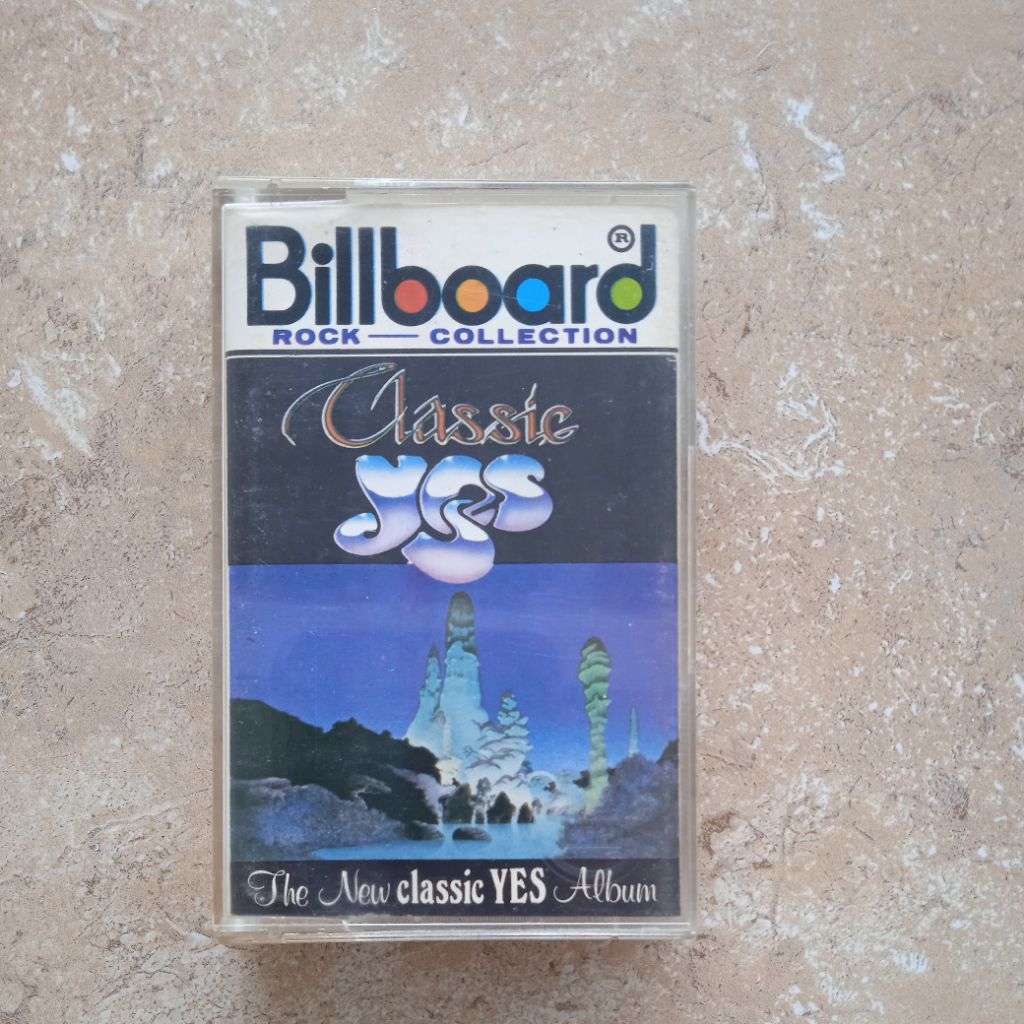 Billboard ®
ROCK — COLLECTION
Classic
YES
The New classic YES Album